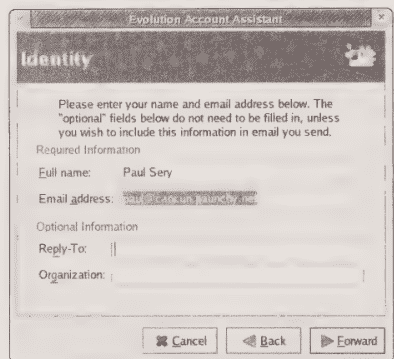 Evolution Account Assistant
Identity
Please enter your name and email address below. The
"optional" fields below do not need to be filled in, unless
you wish to include this information in email you send.
Required Information
Full name: Paul Sery
Email address:
Optional Information
Reply-To:
Organization:
Cancel Back Forward